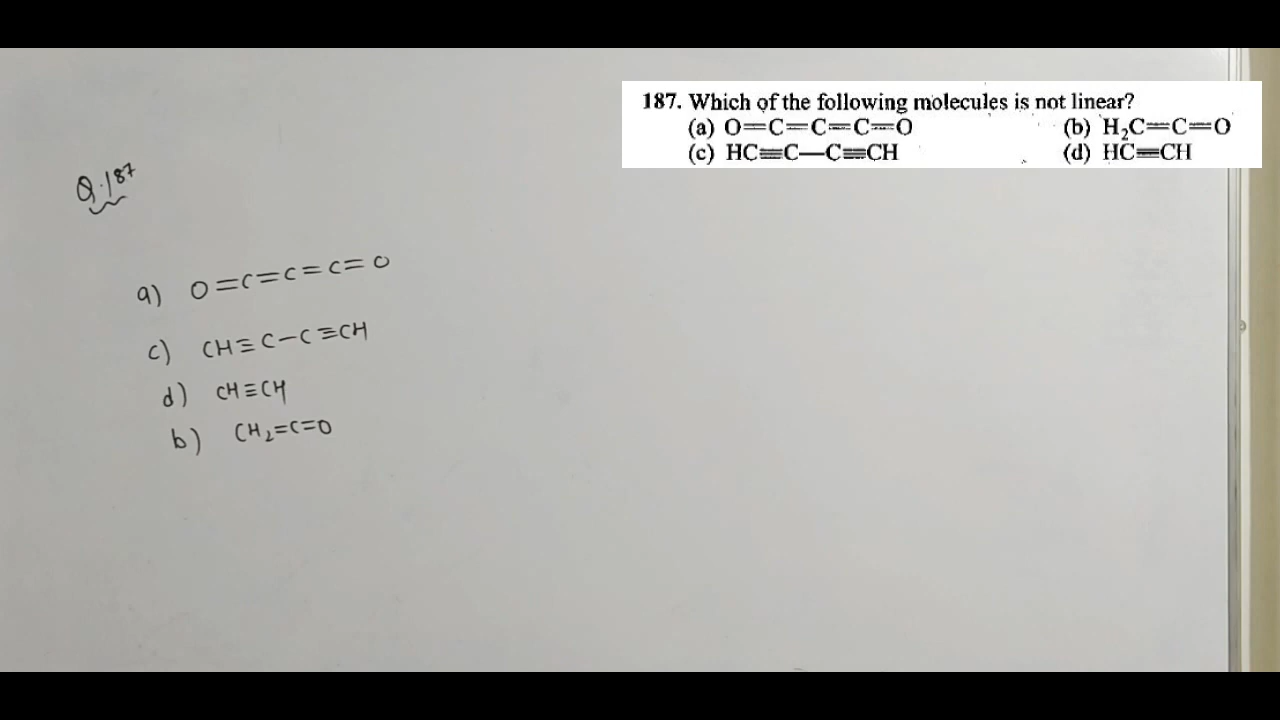 187. Which of the following molecules is not linear?
(a) O=C=C=C=O (b) H₂C=C=O
(c) HC≡C—C≡CH (d) HC≡CH
Q.187
a) O=C=C=C=O
c) CH≡C-C≡CH
d) CH≡CH
b) CH₂=C=O